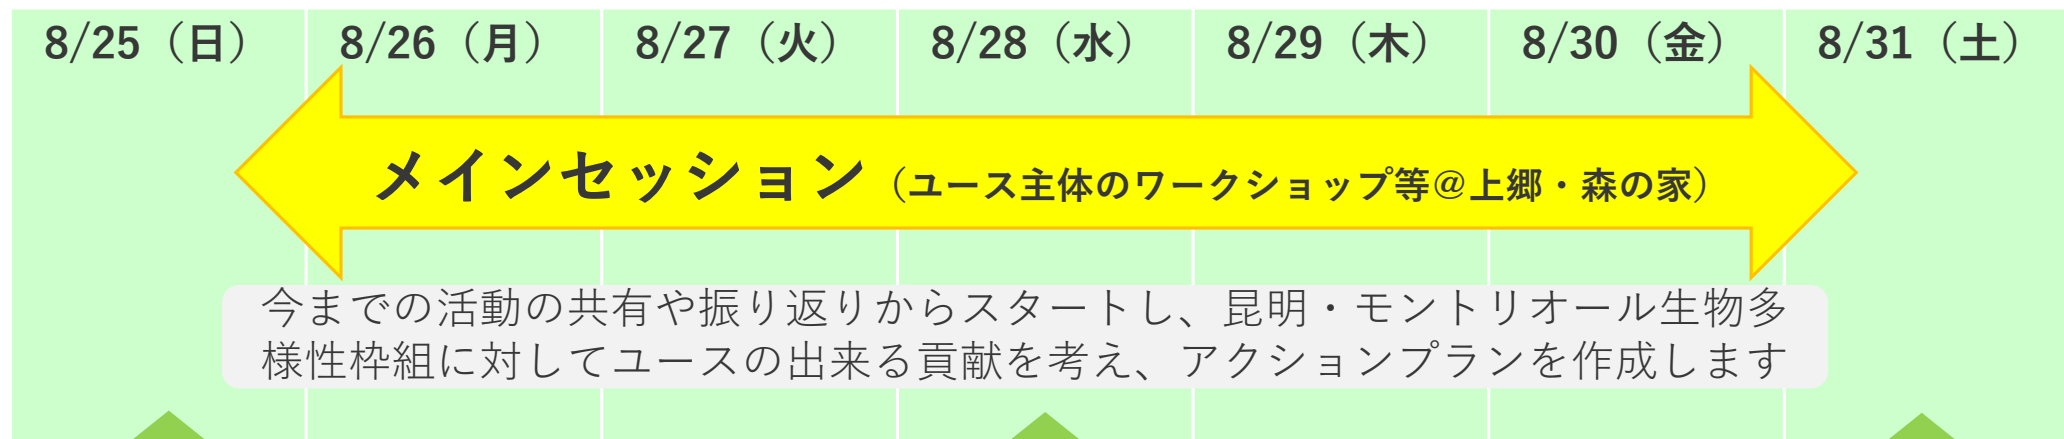 8/25（日） 8/26（月） 8/27（火） 8/28（水） 8/29（木） 8/30（金） 8/31（土）
メインセッション（ユース主体のワークショップ等＠上郷・森の家）
今までの活動の共有や振り返りからスタートし、昆明・モントリオール生物多
様性枠組に対してユースの出来る貢献を考え、アクションプランを作成します